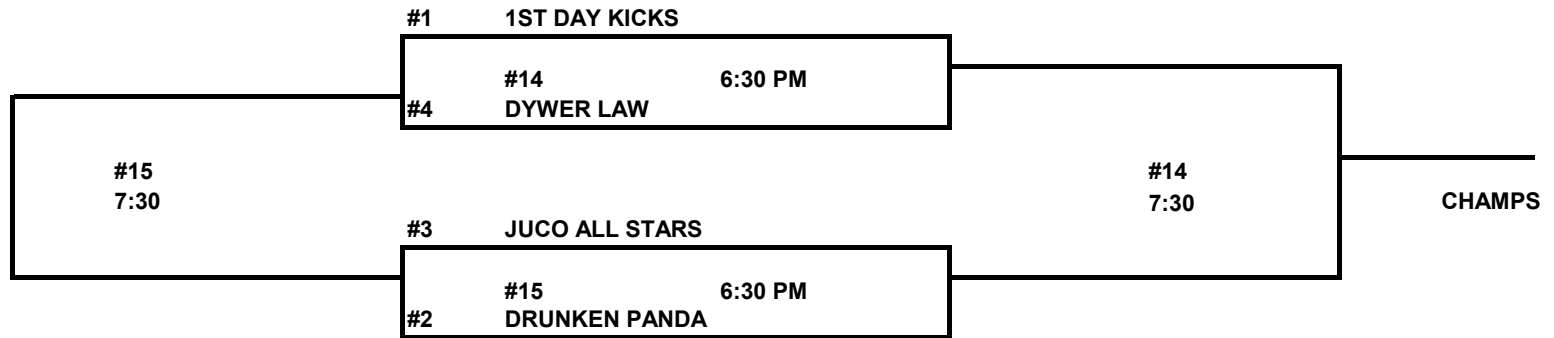 #1 1ST DAY KICKS
#14 6:30 PM
#4 DYWER LAW
#15 #14
7:30 7:30 CHAMPS
#3 JUCO ALL STARS
#15 6:30 PM
#2 DRUNKEN PANDA